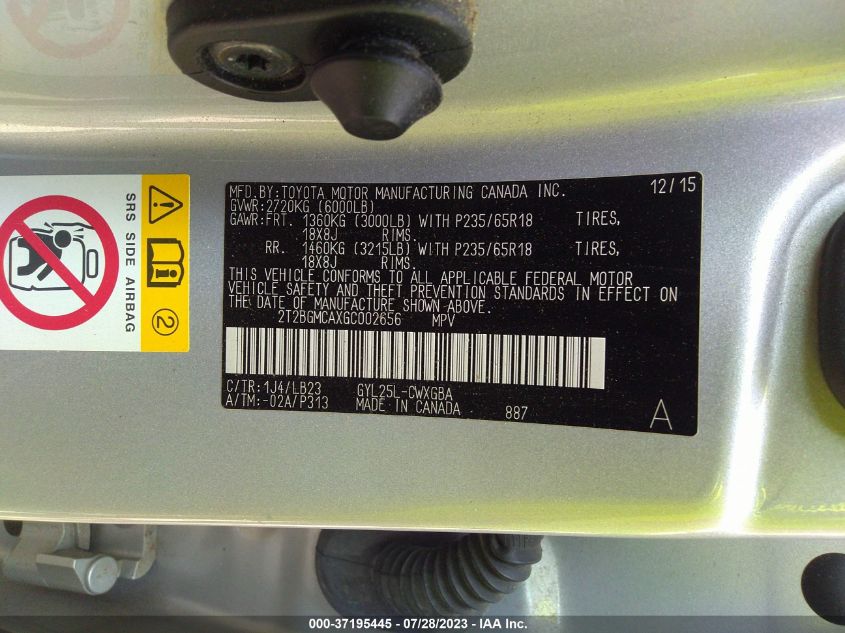 MFD.BY:TOYOTA MOTOR MANUFACTURING CANADA INC. 12/15
GVWR:2720KG (6000LB)
GAWR:FRT. 1360KG (3000LB) WITH P235/65R18 TIRES,
18X8J RIMS.
RR. 1460KG (3215LB) WITH P235/65R18 TIRES,
18X8J RIMS.
THIS VEHICLE CONFORMS TO ALL APPLICABLE FEDERAL MOTOR
VEHICLE SAFETY AND THEFT PREVENTION STANDARDS IN EFFECT ON
THE DATE OF MANUFACTURE SHOWN ABOVE.
2T2BGMCAXGC002656 MPV
C/TR:1J4/LB23 GYL25L-CWXGBA
A/TM:-02A/P313 MADE IN CANADA 887 A
SRS SIDE AIRBAG
2
000-37195445 / 07/28/2023 - IAA Inc.